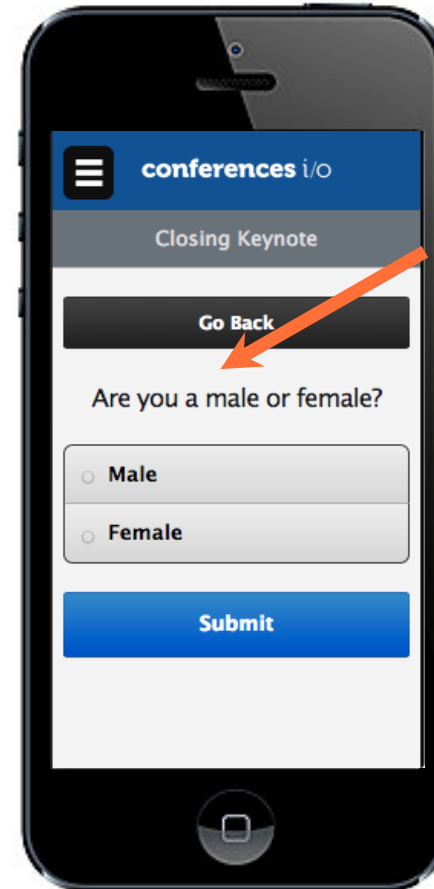 conferences i/o
Closing Keynote
Go Back
Are you a male or female?
Male
Female
Submit